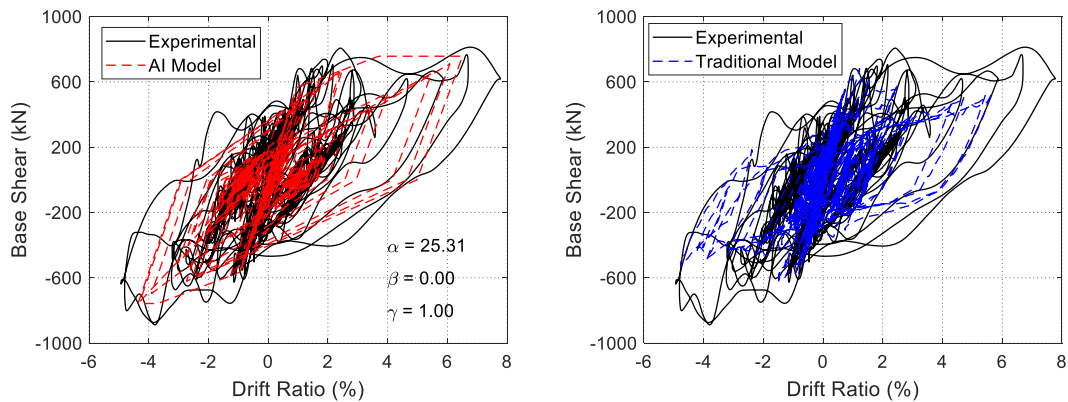 1000
600
200
-200
-600
-1000
-6
-4
-2
0
2
4
6
8
Base Shear (kN)
Drift Ratio (%)
Experimental
AI Model
α = 25.31
β = 0.00
γ = 1.00
1000
600
200
-200
-600
-1000
-6
-4
-2
0
2
4
6
8
Base Shear (kN)
Drift Ratio (%)
Experimental
Traditional Model